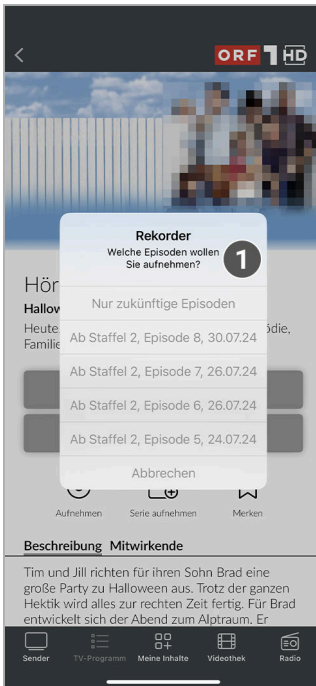 ORF 1 HD
Rekorder
Welche Episoden wollen
Sie aufnehmen?
1
Hör
Nur zukünftige Episoden
Hallow
Heute, ödie,
Ab Staffel 2, Episode 8, 30.07.24
Familie
Ab Staffel 2, Episode 7, 26.07.24
Ab Staffel 2, Episode 6, 26.07.24
Ab Staffel 2, Episode 5, 24.07.24
Abbrechen
Aufnehmen Serie aufnehmen Merken
Beschreibung Mitwirkende
Tim und Jill richten für ihren Sohn Brad eine
große Party zu Halloween aus. Trotz der ganzen
Hektik wird alles zur rechten Zeit fertig. Für Brad
entwickelt sich der Abend zum Alptraum. Er
Sender TV-Programm Meine Inhalte Videothek Radio